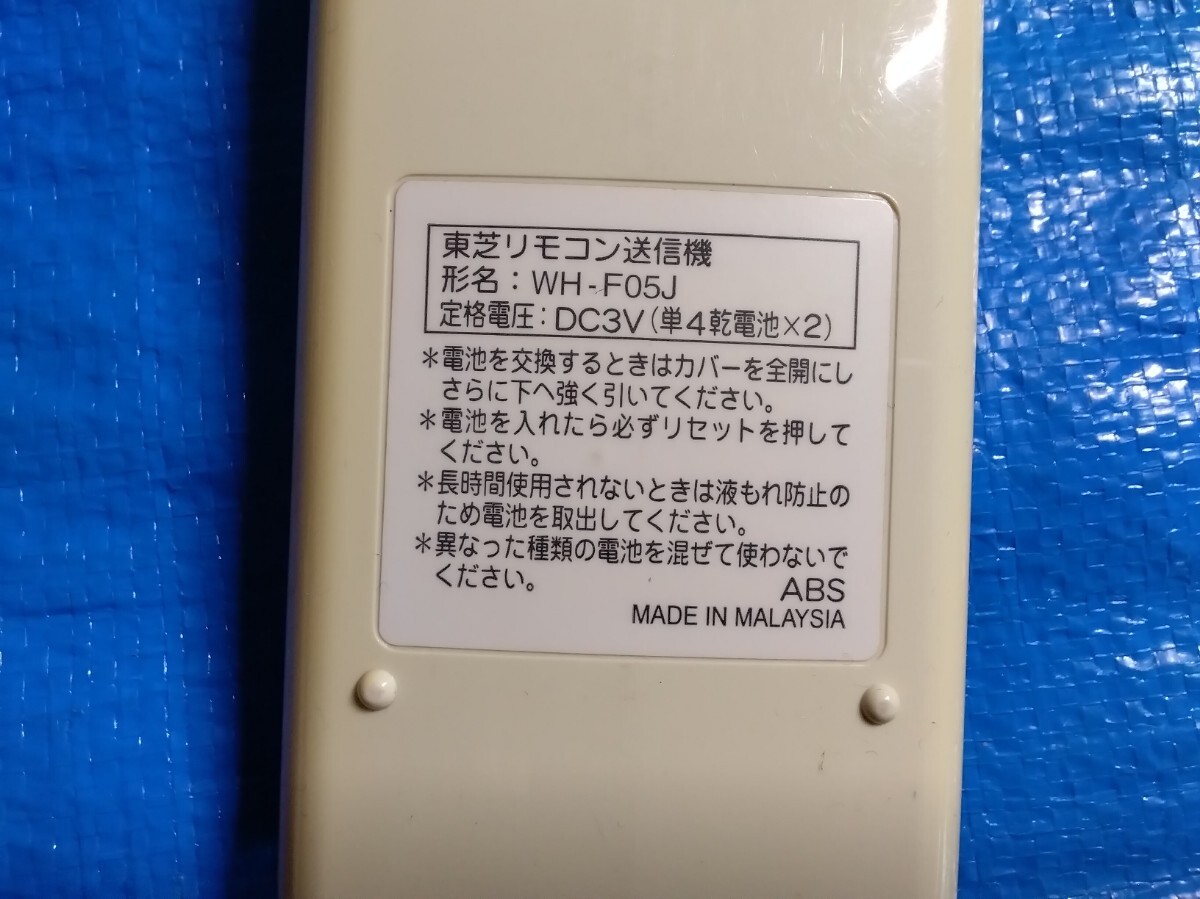 東芝リモコン送信機
形名：WH-F05J
定格電圧：DC3V（単4乾電池×2）
＊電池を交換するときはカバーを全開にし
さらに下へ強く引いてください。
＊電池を入れたら必ずリセットを押して
ください。
＊長時間使用されないときは液もれ防止の
ため電池を取出してください。
＊異なった種類の電池を混ぜて使わないで
ください。
ABS
MADE IN MALAYSIA